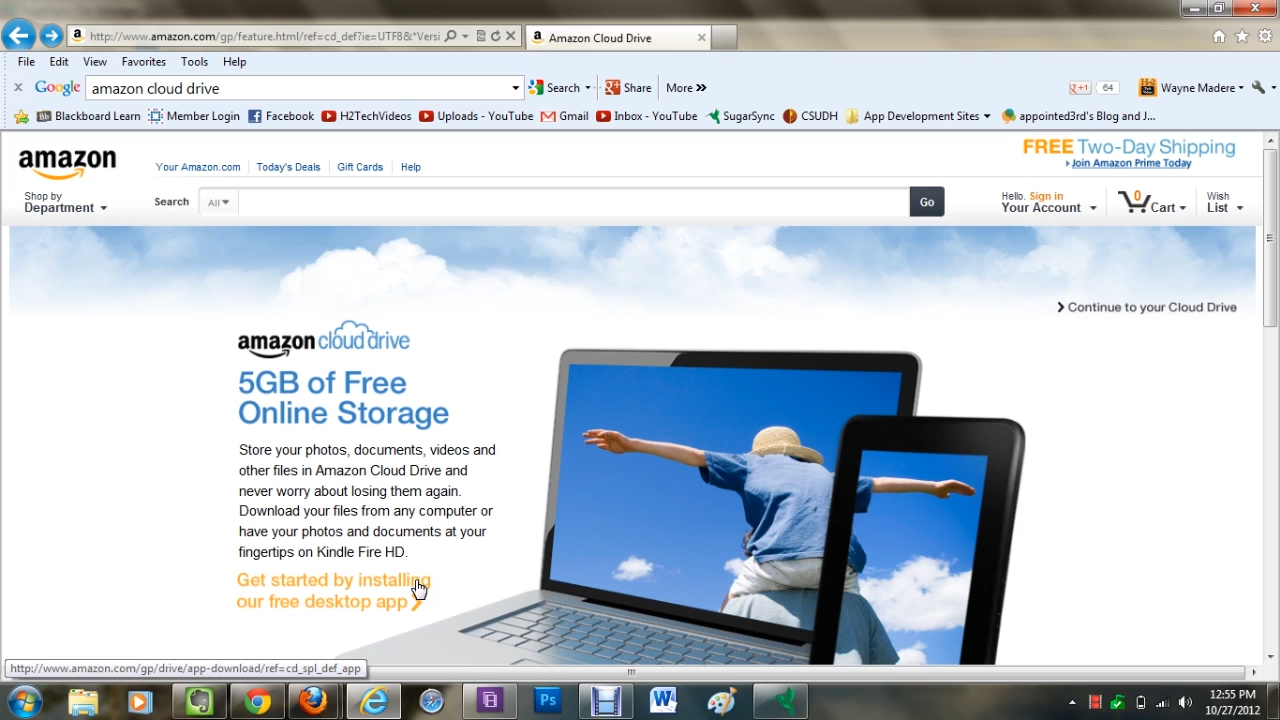 http://www.amazon.com/gp/feature.html/ref=cd_def?ie=UTF8&*Versi
Amazon Cloud Drive
File Edit View Favorites Tools Help
Google amazon cloud drive Search Share More +1 64 Wayne Madere
Blackboard Learn Member Login Facebook H2TechVideos Uploads - YouTube Gmail Inbox - YouTube SugarSync CSUDH App Development Sites appointed3rd's Blog and J...
amazon
Your Amazon.com Today's Deals Gift Cards Help
FREE Two-Day Shipping
Join Amazon Prime Today
Shop by
Department
Search All Go
Hello. Sign in
Your Account
0
Cart
Wish
List
Continue to your Cloud Drive
amazon cloud drive
5GB of Free
Online Storage
Store your photos, documents, videos and
other files in Amazon Cloud Drive and
never worry about losing them again.
Download your files from any computer or
have your photos and documents at your
fingertips on Kindle Fire HD.
Get started by installing
our free desktop app
http://www.amazon.com/gp/drive/app-download/ref=cd_spl_def_app
Ps
W
12:55 PM
10/27/2012